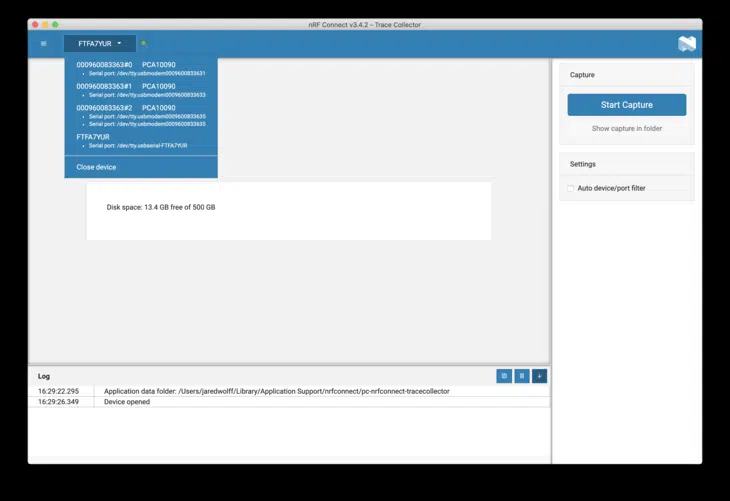 nRF Connect v3.4.2 – Trace Collector
FTFA7YUR
000960083363#0 PCA10090
Serial port: /dev/tty.usbmodem0009600833631
000960083363#1 PCA10090
Serial port: /dev/tty.usbmodem0009600833633
000960083363#2 PCA10090
Serial port: /dev/tty.usbmodem0009600833635
Serial port: /dev/tty.usbmodem0009600833635
FTFA7YUR
Serial port: /dev/tty.usbserial-FTFA7YUR
Close device
Disk space: 13.4 GB free of 500 GB
Capture
Start Capture
Show capture in folder
Settings
Auto device/port filter
Log
16:29:22.295 Application data folder: /Users/jaredwolff/Library/Application Support/nrfconnect/pc-nrfconnect-tracecollector
16:29:26.349 Device opened